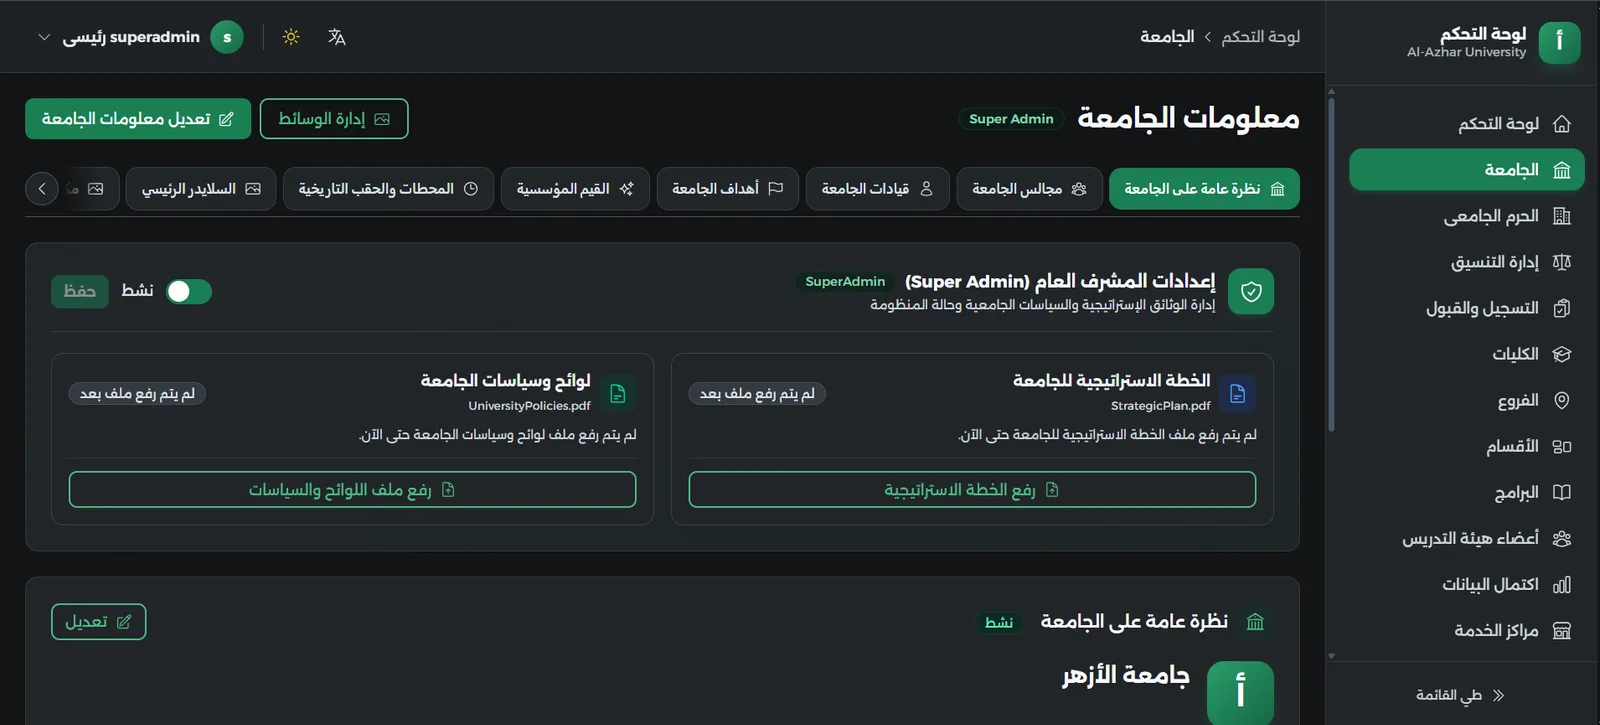 لوحة التحكم
Al-Azhar University
أ
لوحة التحكم
الجامعة
الحرم الجامعى
إدارة التنسيق
التسجيل والقبول
الكليات
الفروع
الأقسام
البرامج
أعضاء هيئة التدريس
اكتمال البيانات
مراكز الخدمة
طي القائمة
لوحة التحكم > الجامعة
superadmin رئيسى
s
معلومات الجامعة
Super Admin
إدارة الوسائط
تعديل معلومات الجامعة
نظرة عامة على الجامعة
مجالس الجامعة
قيادات الجامعة
أهداف الجامعة
القيم المؤسسية
المحطات والحقب التاريخية
السلايدر الرئيسي
إعدادات المشرف العام (Super Admin)
SuperAdmin
إدارة الوثائق الإستراتيجية والسياسات الجامعية وحالة المنظومة
نشط
حفظ
الخطة الاستراتيجية للجامعة
StrategicPlan.pdf
لم يتم رفع ملف بعد
لم يتم رفع ملف الخطة الاستراتيجية للجامعة حتى الآن.
رفع الخطة الاستراتيجية
لوائح وسياسات الجامعة
UniversityPolicies.pdf
لم يتم رفع ملف بعد
لم يتم رفع ملف لوائح وسياسات الجامعة حتى الآن.
رفع ملف اللوائح والسياسات
نظرة عامة على الجامعة
نشط
تعديل
جامعة الأزهر
أ